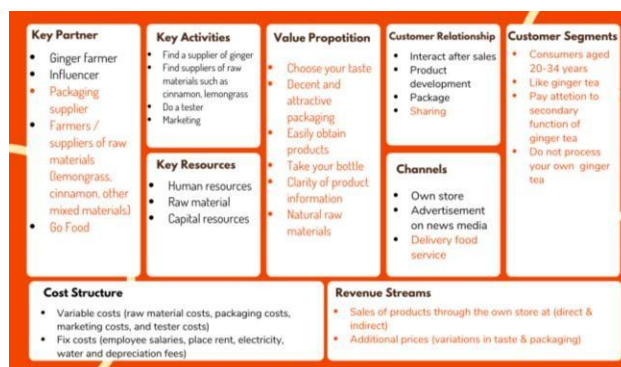 Key Partner
Ginger farmer
Influencer
Packaging
supplier
Farmers /
suppliers of raw
materials
(lemongrass,
cinnamon, other
mixed materials)
Go Food
Key Activities
Find a supplier of ginger
Find suppliers of raw
materials such as
cinnamon, lemongrass
Do a tester
Marketing
Key Resources
Human resources
Raw material
Capital resources
Value Propotition
Choose your taste
Decent and
attractive
packaging
Easily obtain
products
Take your bottle
Clarity of product
information
Natural raw
materials
Customer Relationship
Interact after sales
Product
development
Package
Sharing
Channels
Own store
Advertisement
on news media
Delivery food
service
Customer Segments
Consumers aged
20-34 years
Like ginger tea
Pay attetion to
secondary
function of
ginger tea
Do not process
your own ginger
tea
Cost Structure
Variable costs (raw material costs, packaging costs,
marketing costs, and tester costs)
Fix costs (employee salaries, place rent, electricity,
water and depreciation fees)
Revenue Streams
Sales of products through the own store at (direct &
indirect)
Additional prices (variations in taste & packaging)